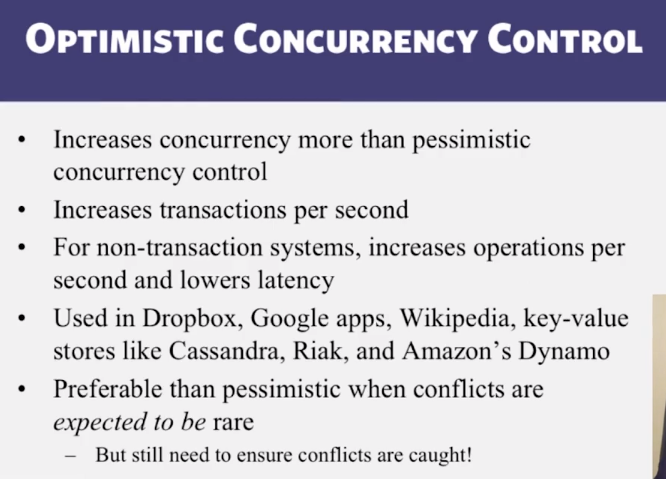 OPTIMISTIC CONCURRENCY CONTROL
• Increases concurrency more than pessimistic
concurrency control
• Increases transactions per second
• For non-transaction systems, increases operations per
second and lowers latency
• Used in Dropbox, Google apps, Wikipedia, key-value
stores like Cassandra, Riak, and Amazon’s Dynamo
• Preferable than pessimistic when conflicts are
expected to be rare
– But still need to ensure conflicts are caught!